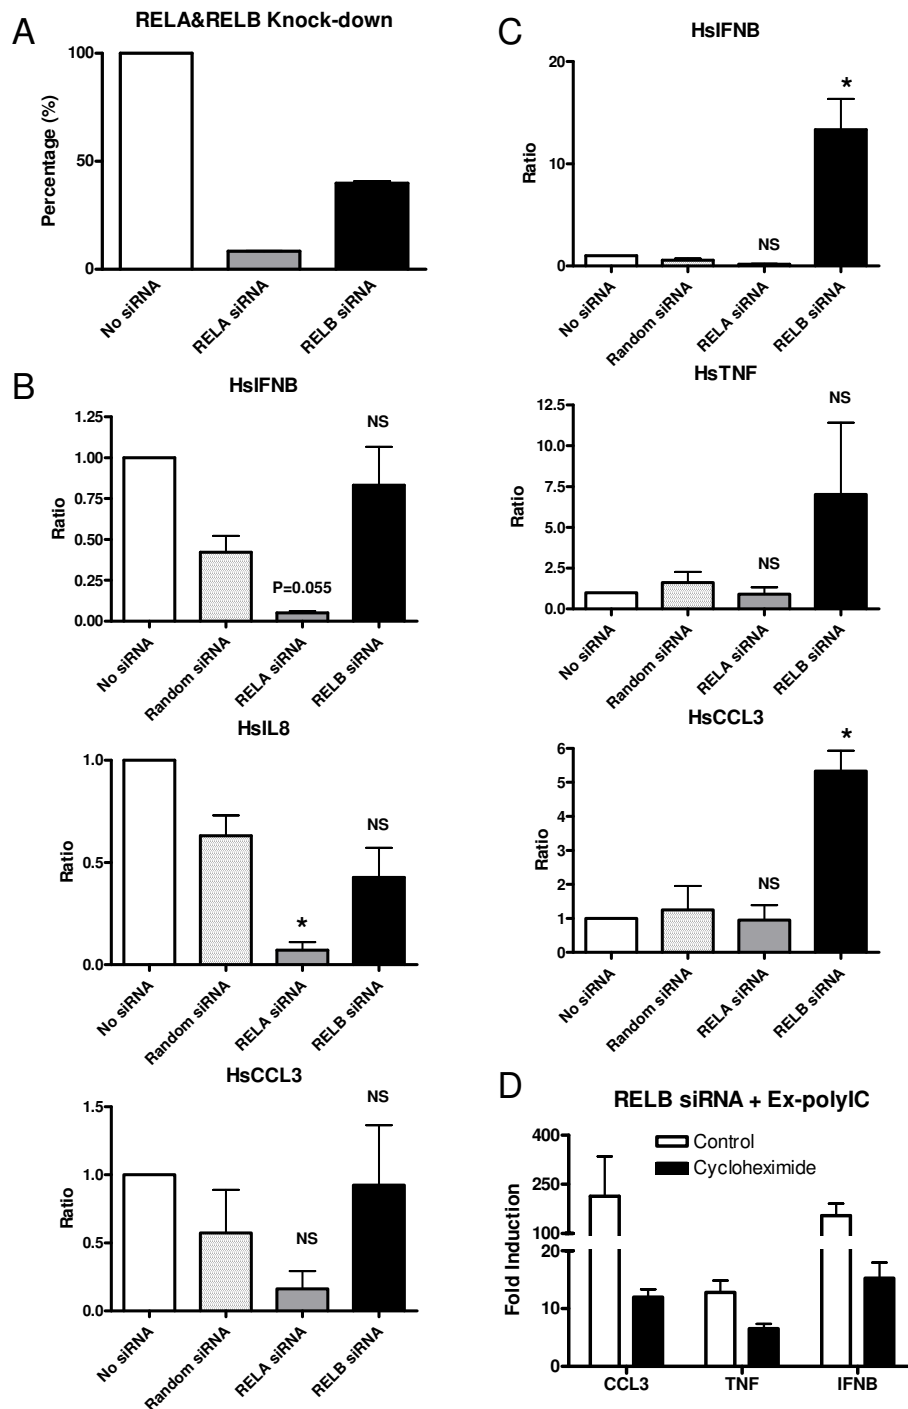 A
RELA&RELB Knock-down
Percentage (%)
100
50
0
No siRNA
RELA siRNA
RELB siRNA
B
HsIFNB
Ratio
1.25
1.00
0.75
0.50
0.25
0.00
P=0.055
NS
No siRNA
Random siRNA
RELA siRNA
RELB siRNA
HsIL8
Ratio
1.0
0.5
0.0
*
NS
No siRNA
Random siRNA
RELA siRNA
RELB siRNA
HsCCL3
Ratio
1.5
1.0
0.5
0.0
NS
NS
No siRNA
Random siRNA
RELA siRNA
RELB siRNA
C
HsIFNB
Ratio
20
10
0
NS
*
No siRNA
Random siRNA
RELA siRNA
RELB siRNA
HsTNF
Ratio
12.5
10.0
7.5
5.0
2.5
0.0
NS
NS
No siRNA
Random siRNA
RELA siRNA
RELB siRNA
HsCCL3
Ratio
6
5
4
3
2
1
0
NS
*
No siRNA
Random siRNA
RELA siRNA
RELB siRNA
D
RELB siRNA + Ex-polyIC
Control
Cycloheximide
Fold Induction
400
250
100
20
10
0
CCL3
TNF
IFNB